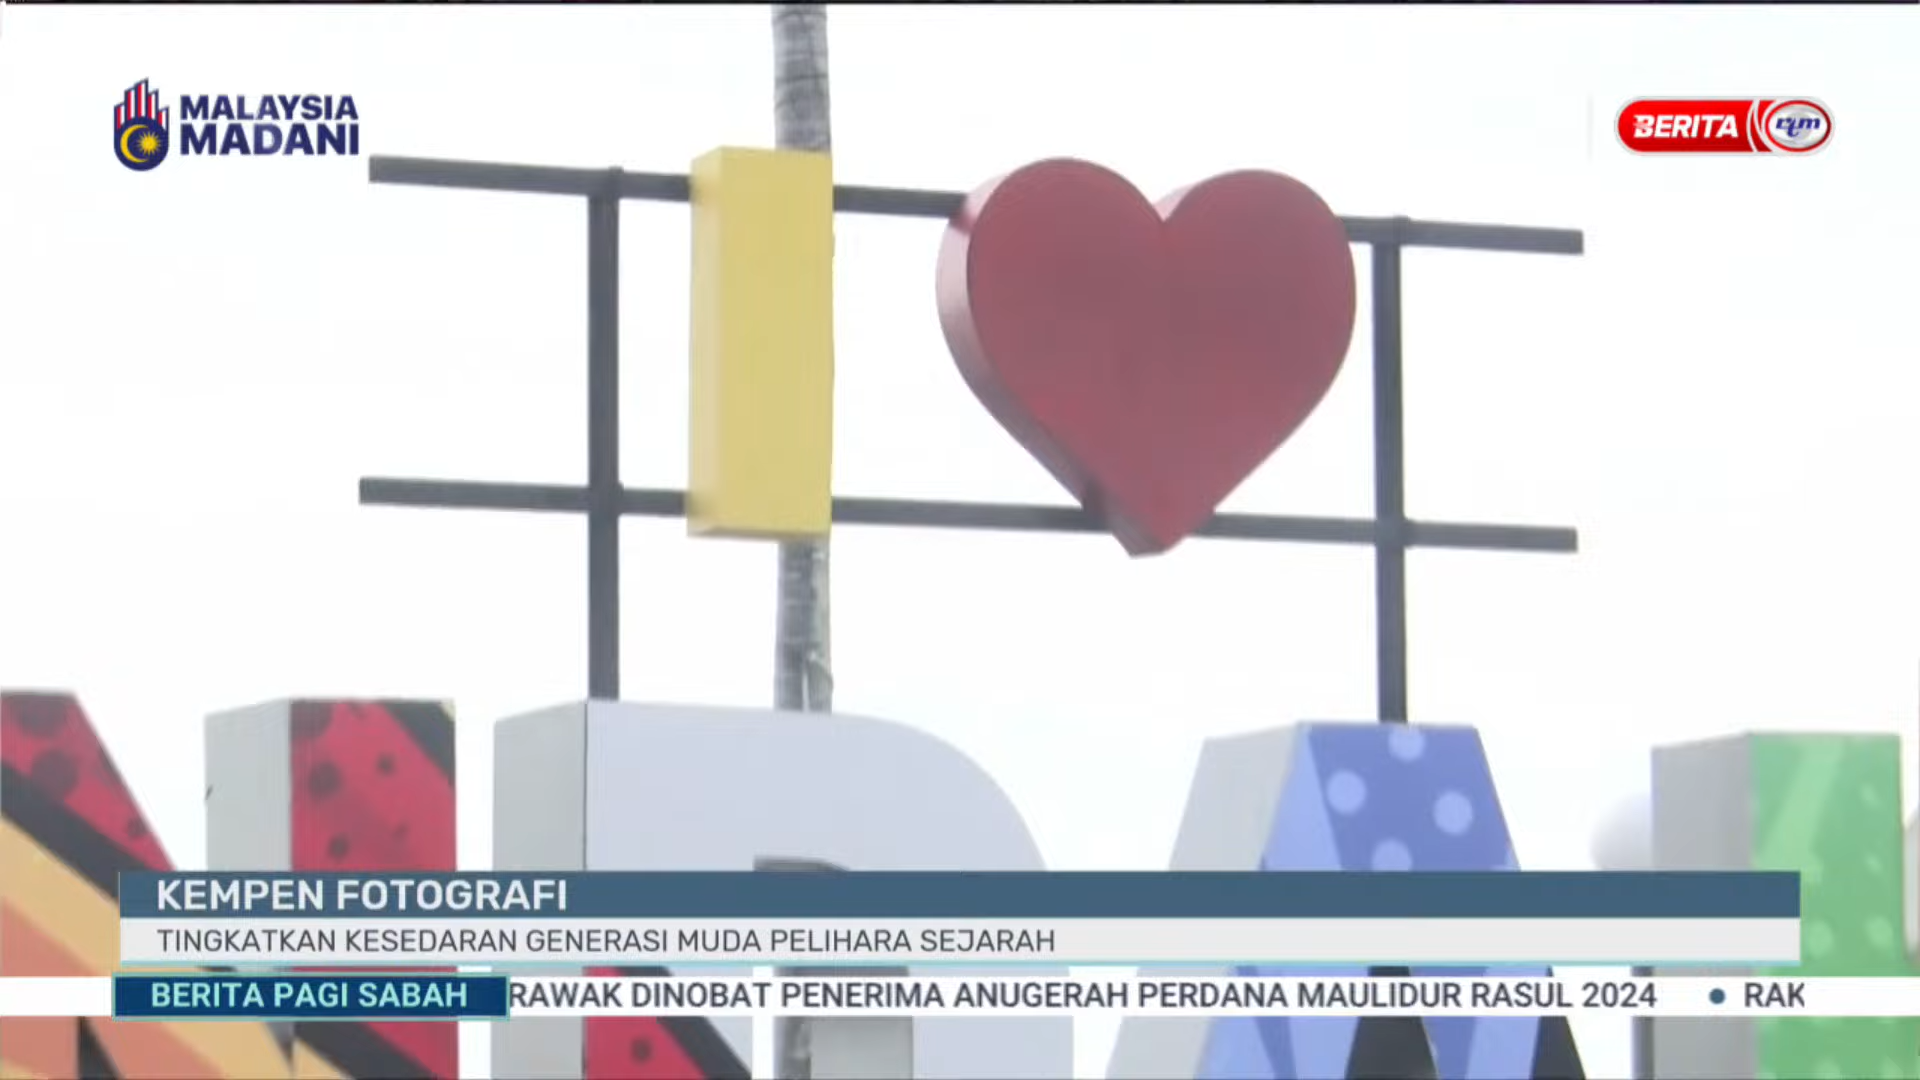 MALAYSIA
MADANI
BERITA rtm
I
KEMPEN FOTOGRAFI
TINGKATKAN KESEDARAN GENERASI MUDA PELIHARA SEJARAH
BERITA PAGI SABAH
RAWAK DINOBAT PENERIMA ANUGERAH PERDANA MAULIDUR RASUL 2024 • RAK